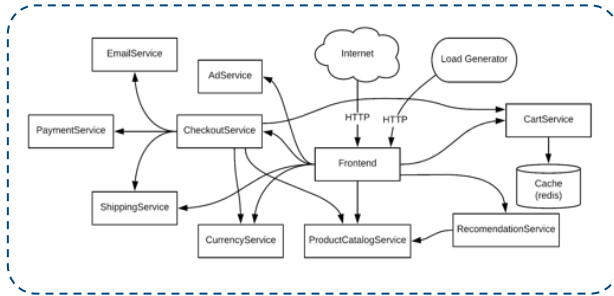 EmailService
AdService
Internet
Load Generator
HTTP
HTTP
PaymentService
CheckoutService
CartService
Frontend
Cache
(redis)
ShippingService
CurrencyService
ProductCatalogService
RecomendationService